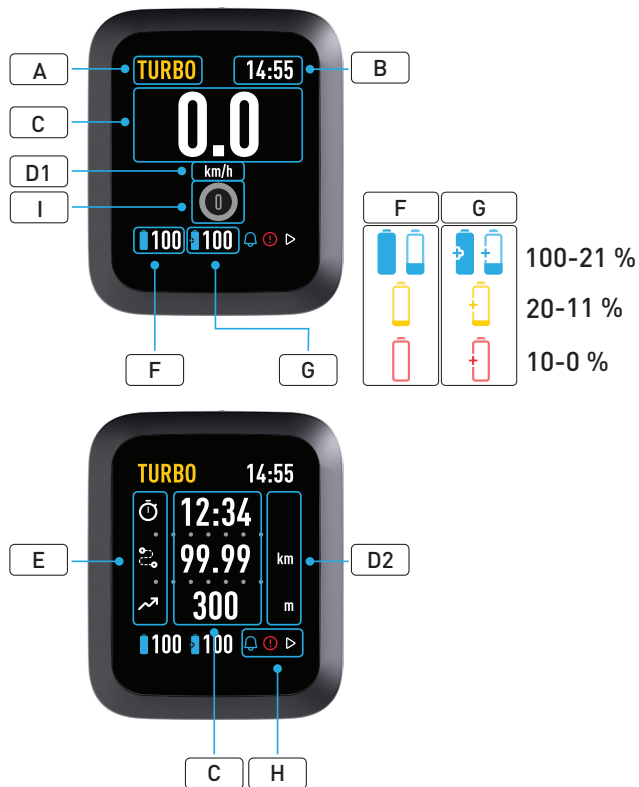 A
TURBO
14:55
B
C
0.0
D1
km/h
I
0
100
100
F
G
F
G
100-21 %
20-11 %
10-0 %
TURBO
14:55
12:34
E
99.99
km
D2
300
m
100
100
C
H